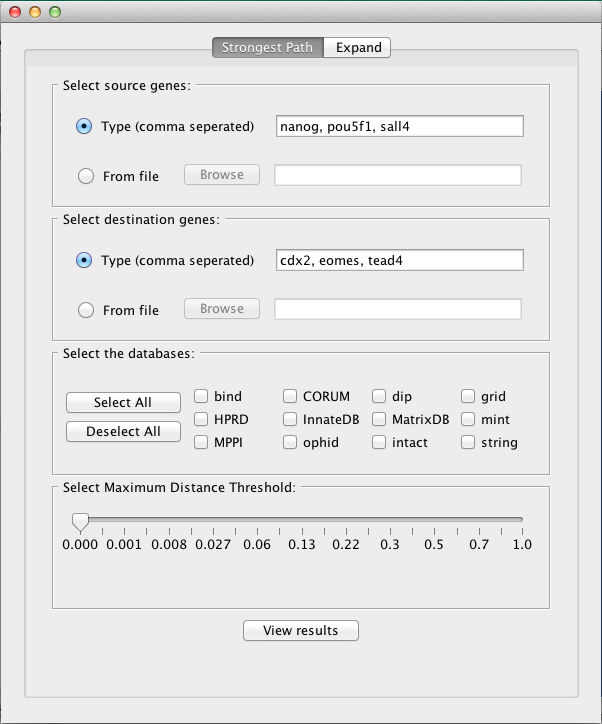 Strongest Path Expand
Select source genes:
Type (comma seperated) nanog, pou5f1, sall4
From file Browse
Select destination genes:
Type (comma seperated) cdx2, eomes, tead4
From file Browse
Select the databases:
Select All
Deselect All
bind CORUM dip grid
HPRD InnateDB MatrixDB mint
MPPI ophid intact string
Select Maximum Distance Threshold:
0.000 0.001 0.008 0.027 0.06 0.13 0.22 0.3 0.5 0.7 1.0
View results